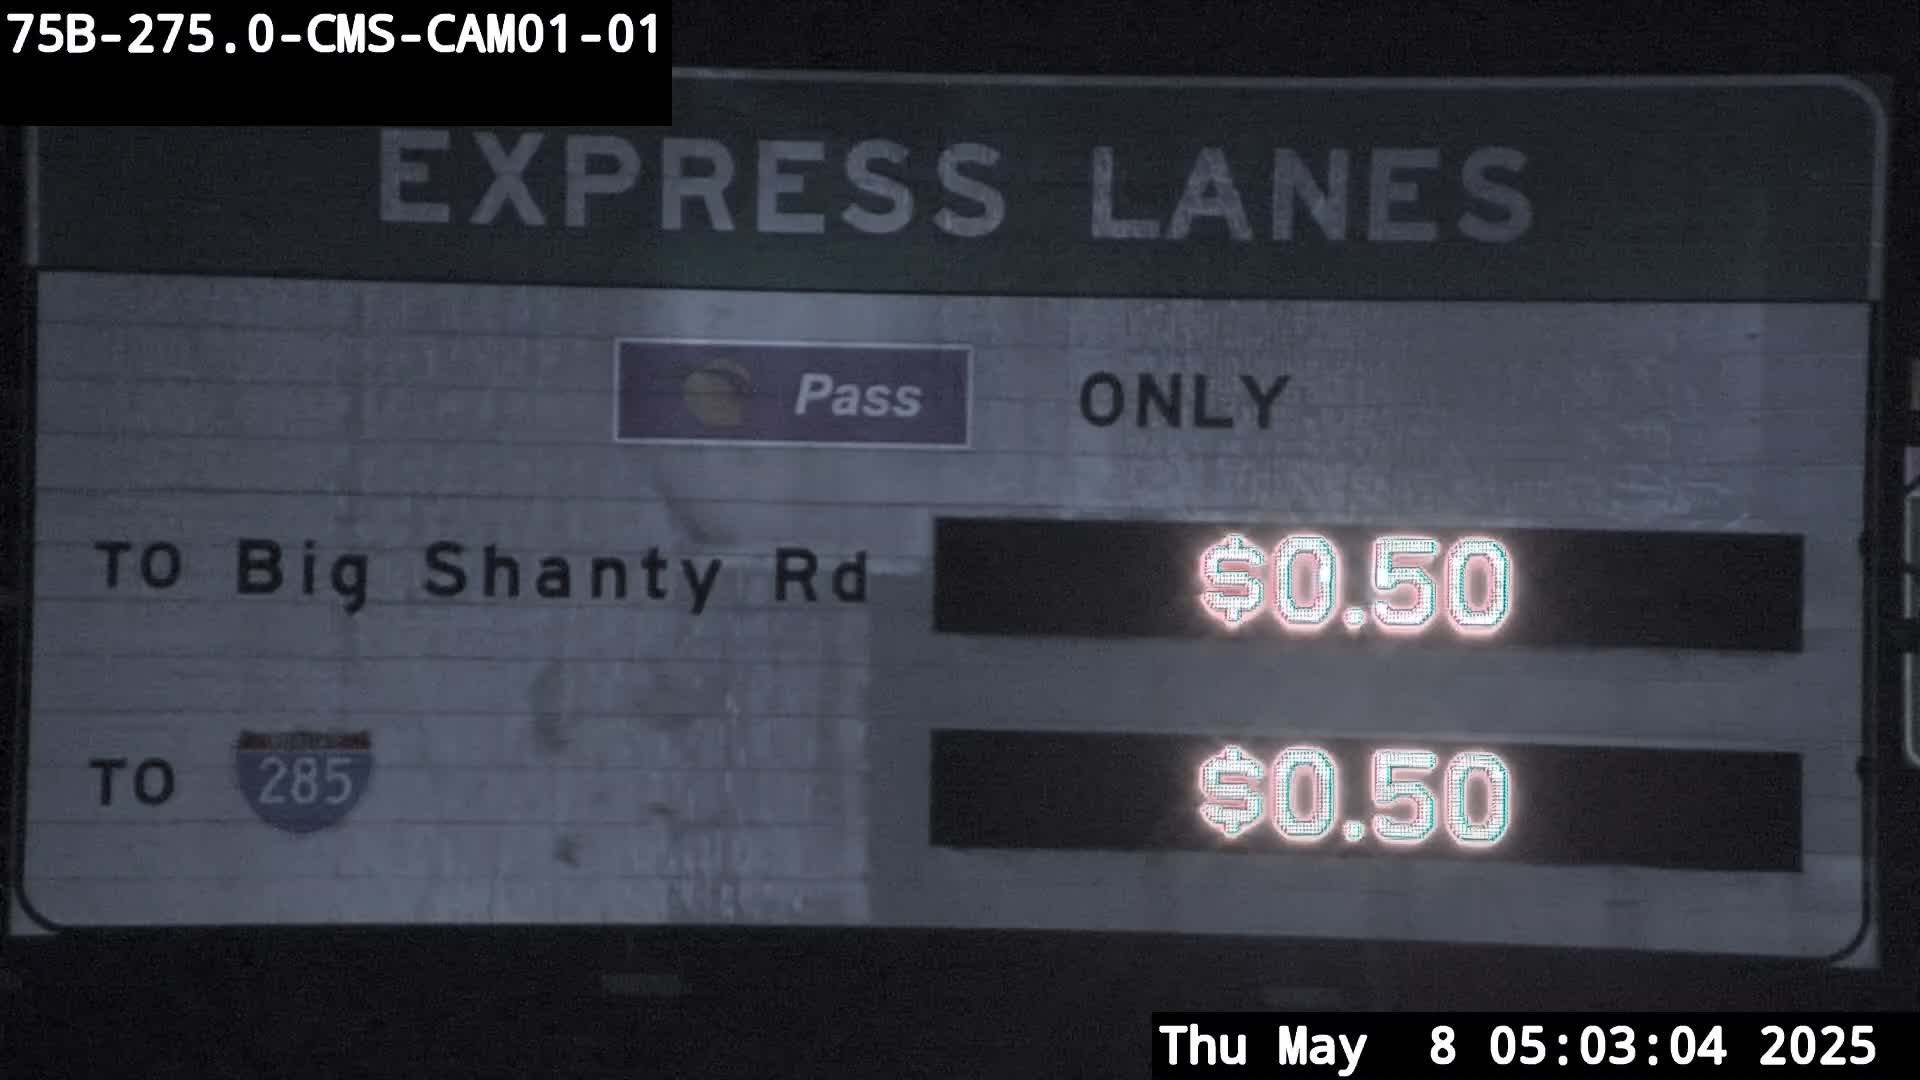 75B-275.0-CMS-CAM01-01
EXPRESS LANES
Pass ONLY
TO Big Shanty Rd $0.50
TO 285 $0.50
Thu May 8 05:03:04 2025